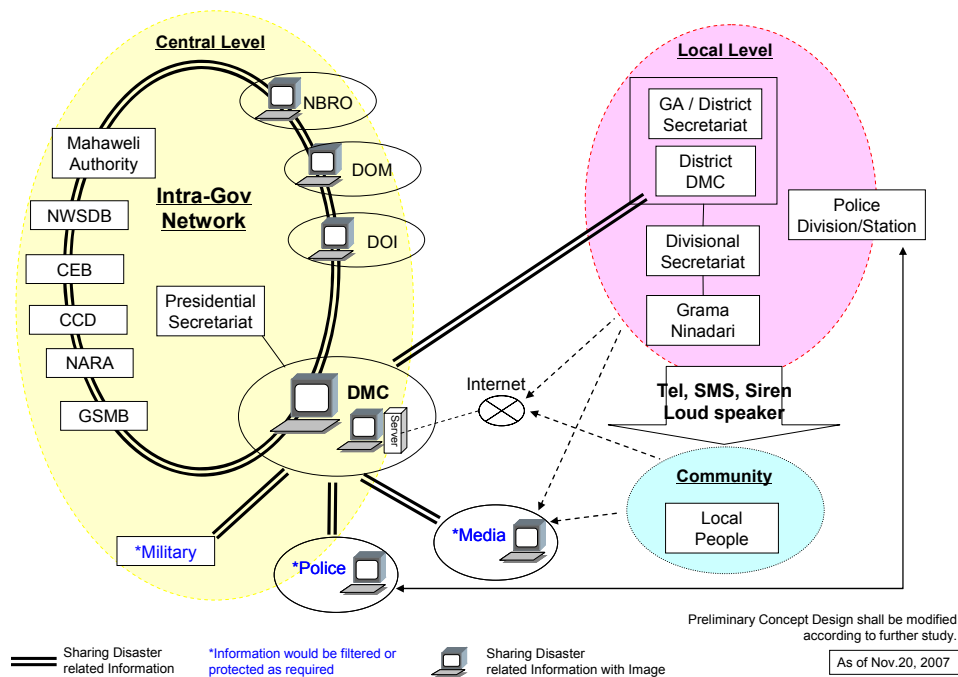 Central Level
NBRO
Mahaweli
Authority
DOM
Intra-Gov
Network
NWSDB
DOI
CEB
Presidential
Secretariat
CCD
NARA
GSMB
DMC
Server
*Military
*Police
*Media
Internet
Local Level
GA / District
Secretariat
District
DMC
Police
Division/Station
Divisional
Secretariat
Grama
Ninadari
Tel, SMS, Siren
Loud speaker
Community
Local
People
Preliminary Concept Design shall be modified
according to further study.
Sharing Disaster
related Information
*Information would be filtered or
protected as required
Sharing Disaster
related Information with Image
As of Nov.20, 2007